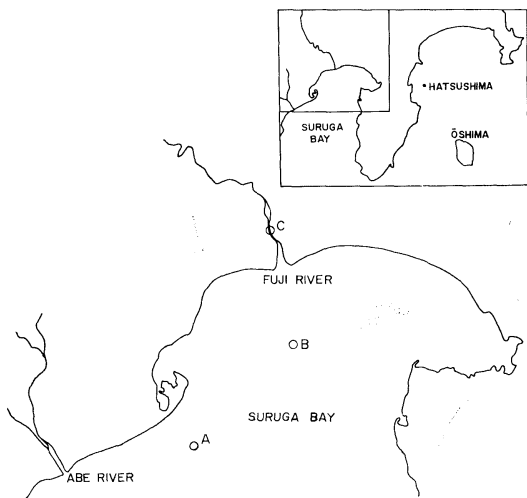 HATSUSHIMA
SURUGA
BAY
ŌSHIMA
C
FUJI RIVER
B
SURUGA BAY
A
ABE RIVER